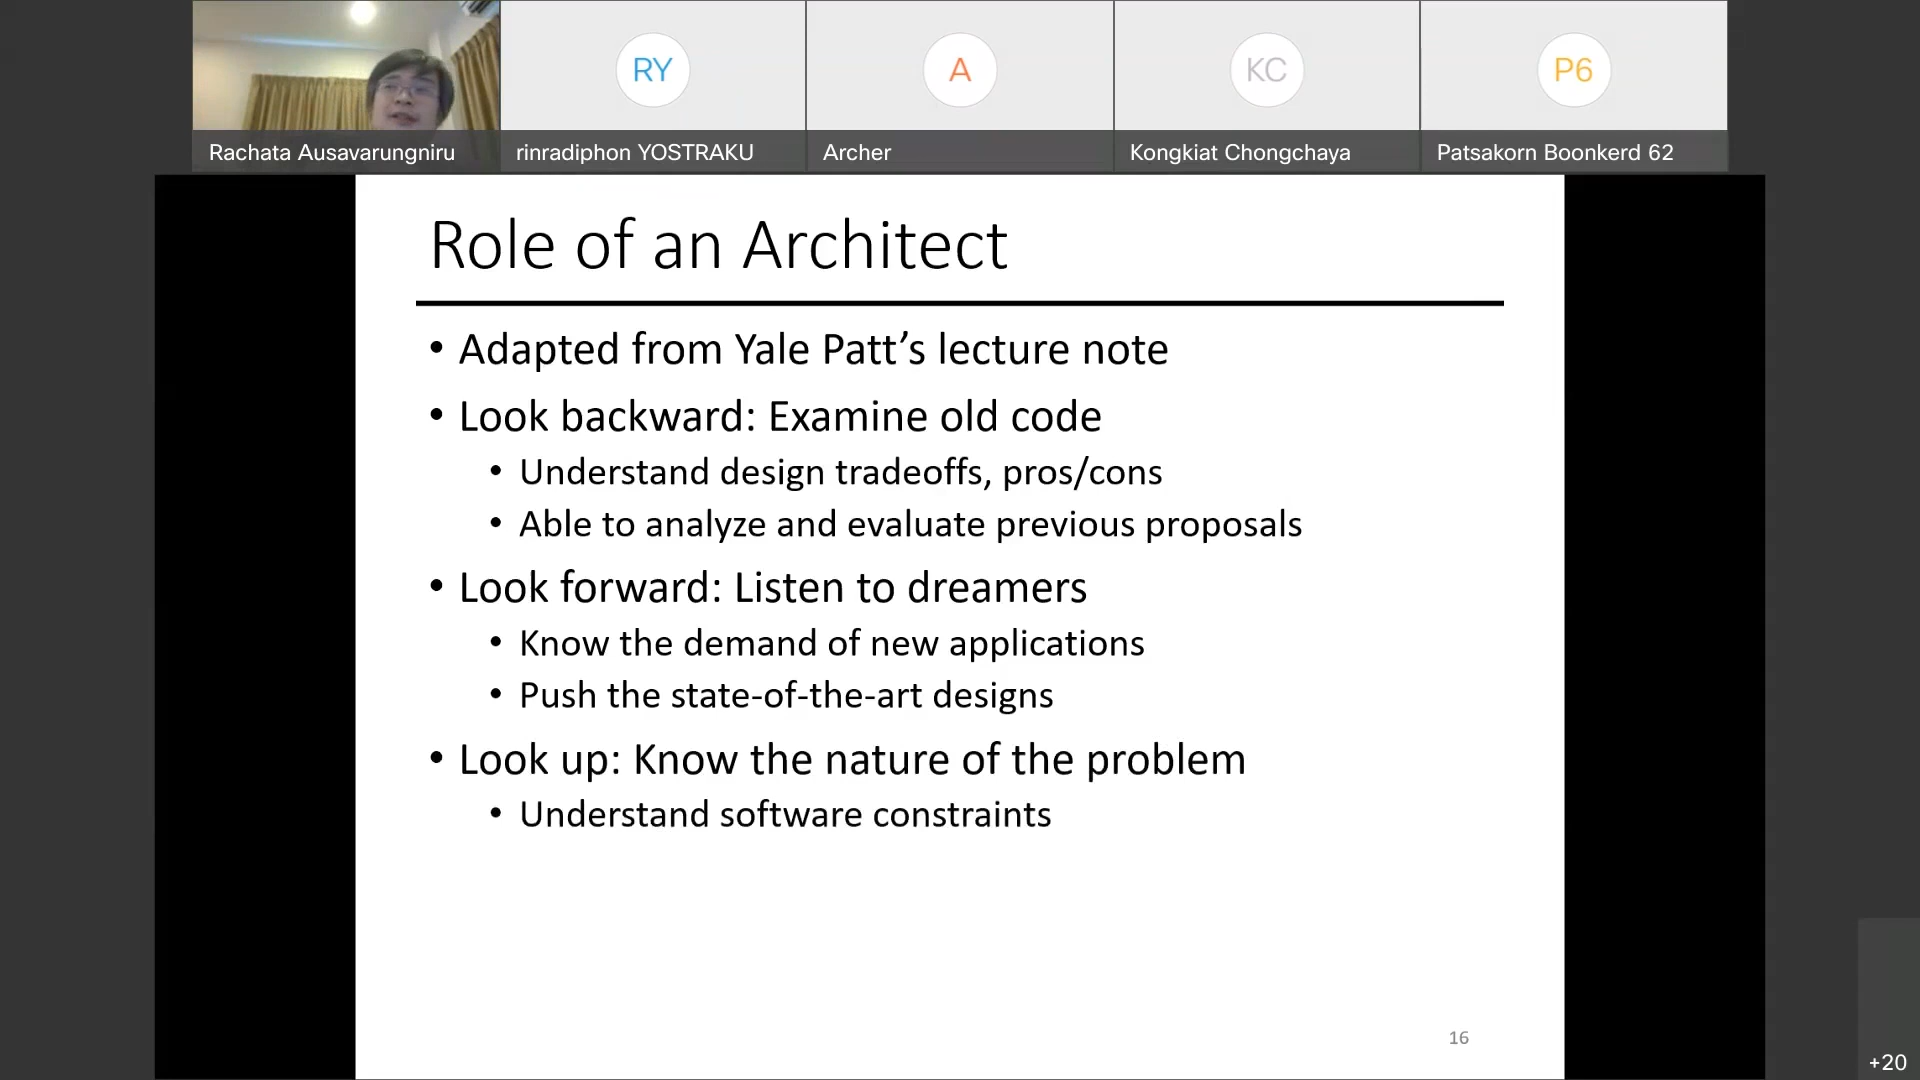 RY
A
KC
P6
Rachata Ausavarungniru
rinradiphon YOSTRAKU
Archer
Kongkiat Chongchaya
Patsakorn Boonkerd 62
Role of an Architect
• Adapted from Yale Patt’s lecture note
• Look backward: Examine old code
• Understand design tradeoffs, pros/cons
• Able to analyze and evaluate previous proposals
• Look forward: Listen to dreamers
• Know the demand of new applications
• Push the state-of-the-art designs
• Look up: Know the nature of the problem
• Understand software constraints
16
+20